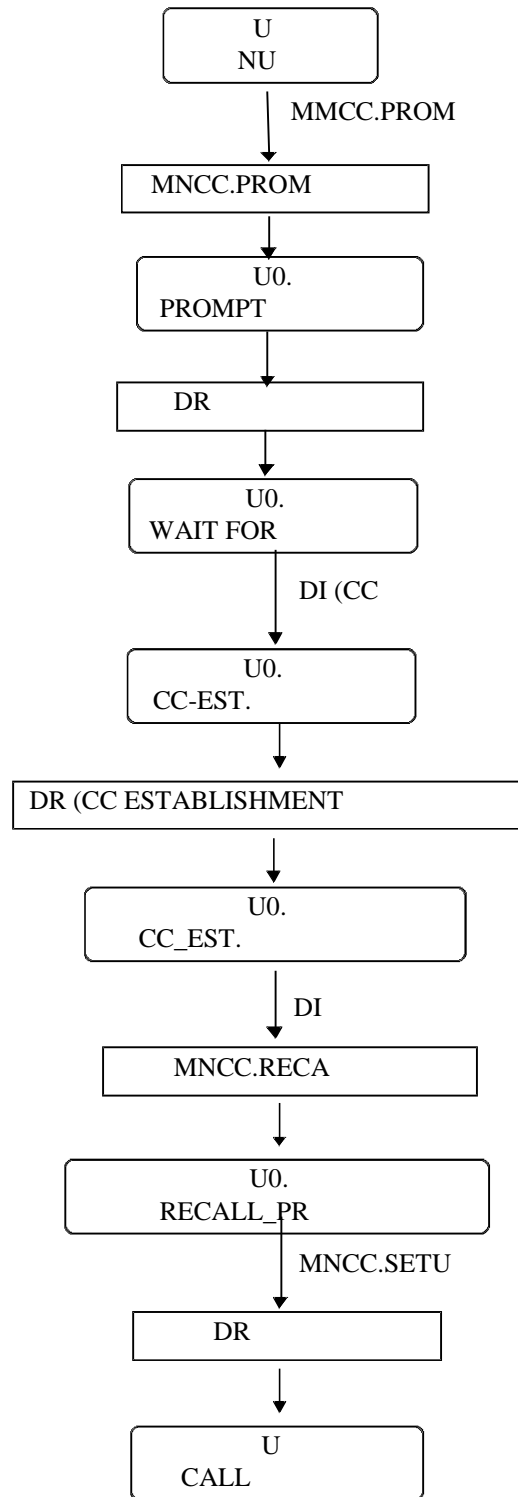 U
NU
MMCC.PROM
MNCC.PROM
U0.
PROMPT
DR
U0.
WAIT FOR
DI (CC
U0.
CC-EST.
DR (CC ESTABLISHMENT
U0.
CC_EST.
DI
MNCC.RECA
U0.
RECALL_PR
MNCC.SETU
DR
U
CALL